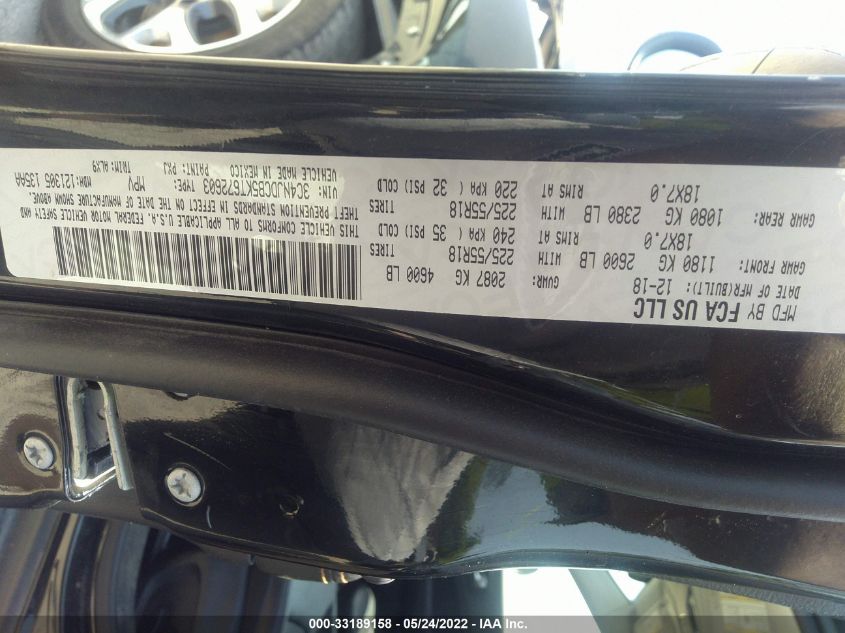 MFD BY FCA US LLC
DATE OF MFR(BUILT): 12-18 GVWR: 2087 KG 4600 LB
GAWR FRONT: 1180 KG 2600 LB WITH 225/55R18 TIRES
18X7.0 RIMS AT 240 KPA ( 35 PSI) COLD
GAWR REAR: 1080 KG 2380 LB WITH 225/55R18 TIRES
18X7.0 RIMS AT 220 KPA ( 32 PSI) COLD
THIS VEHICLE CONFORMS TO ALL APPLICABLE U.S.A. FEDERAL MOTOR VEHICLE SAFETY AND
THEFT PREVENTION STANDARDS IN EFFECT ON THE DATE OF MANUFACTURE SHOWN ABOVE.
VIN: 3C4NJDCB5KT672603 TYPE: MPV MDH:121305 135AA
VEHICLE MADE IN MEXICO PAINT: PXJ TRIM: ALX9
000-33189158 - 05/24/2022 - IAA Inc.